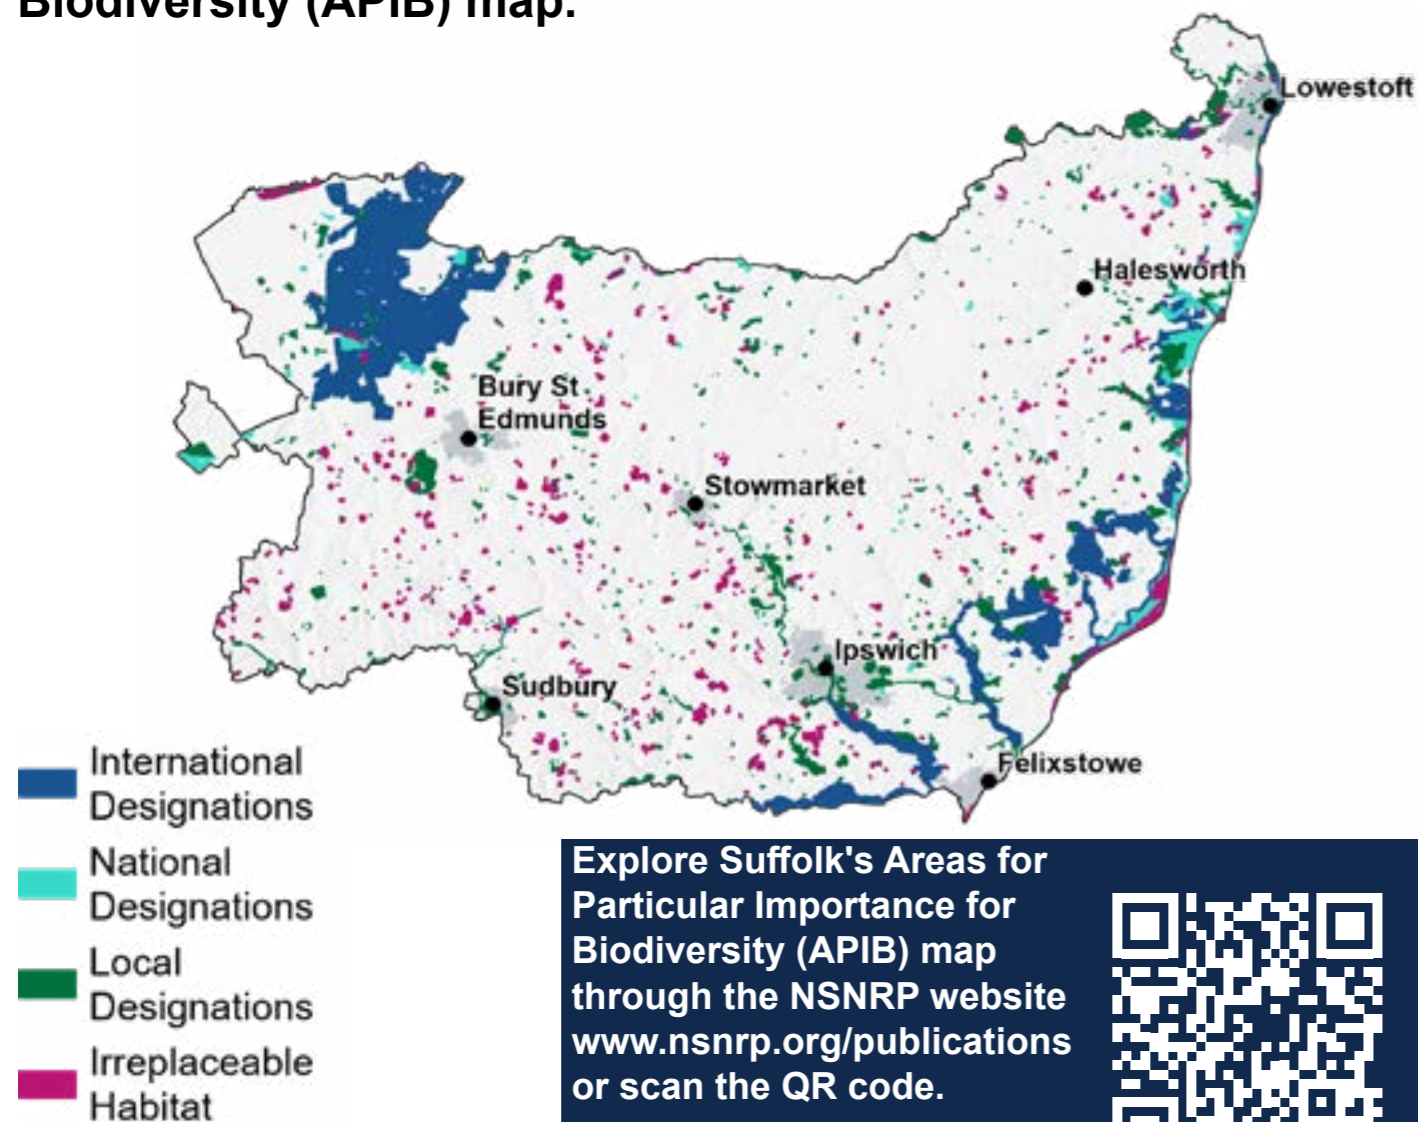 Biodiversity (APIB) map.
Lowestoft
Halesworth
Bury St
Edmunds
Stowmarket
Ipswich
Sudbury
Felixstowe
International
Designations
National
Designations
Local
Designations
Irreplaceable
Habitat
Explore Suffolk's Areas for
Particular Importance for
Biodiversity (APIB) map
through the NSNRP website
www.nsnrp.org/publications
or scan the QR code.